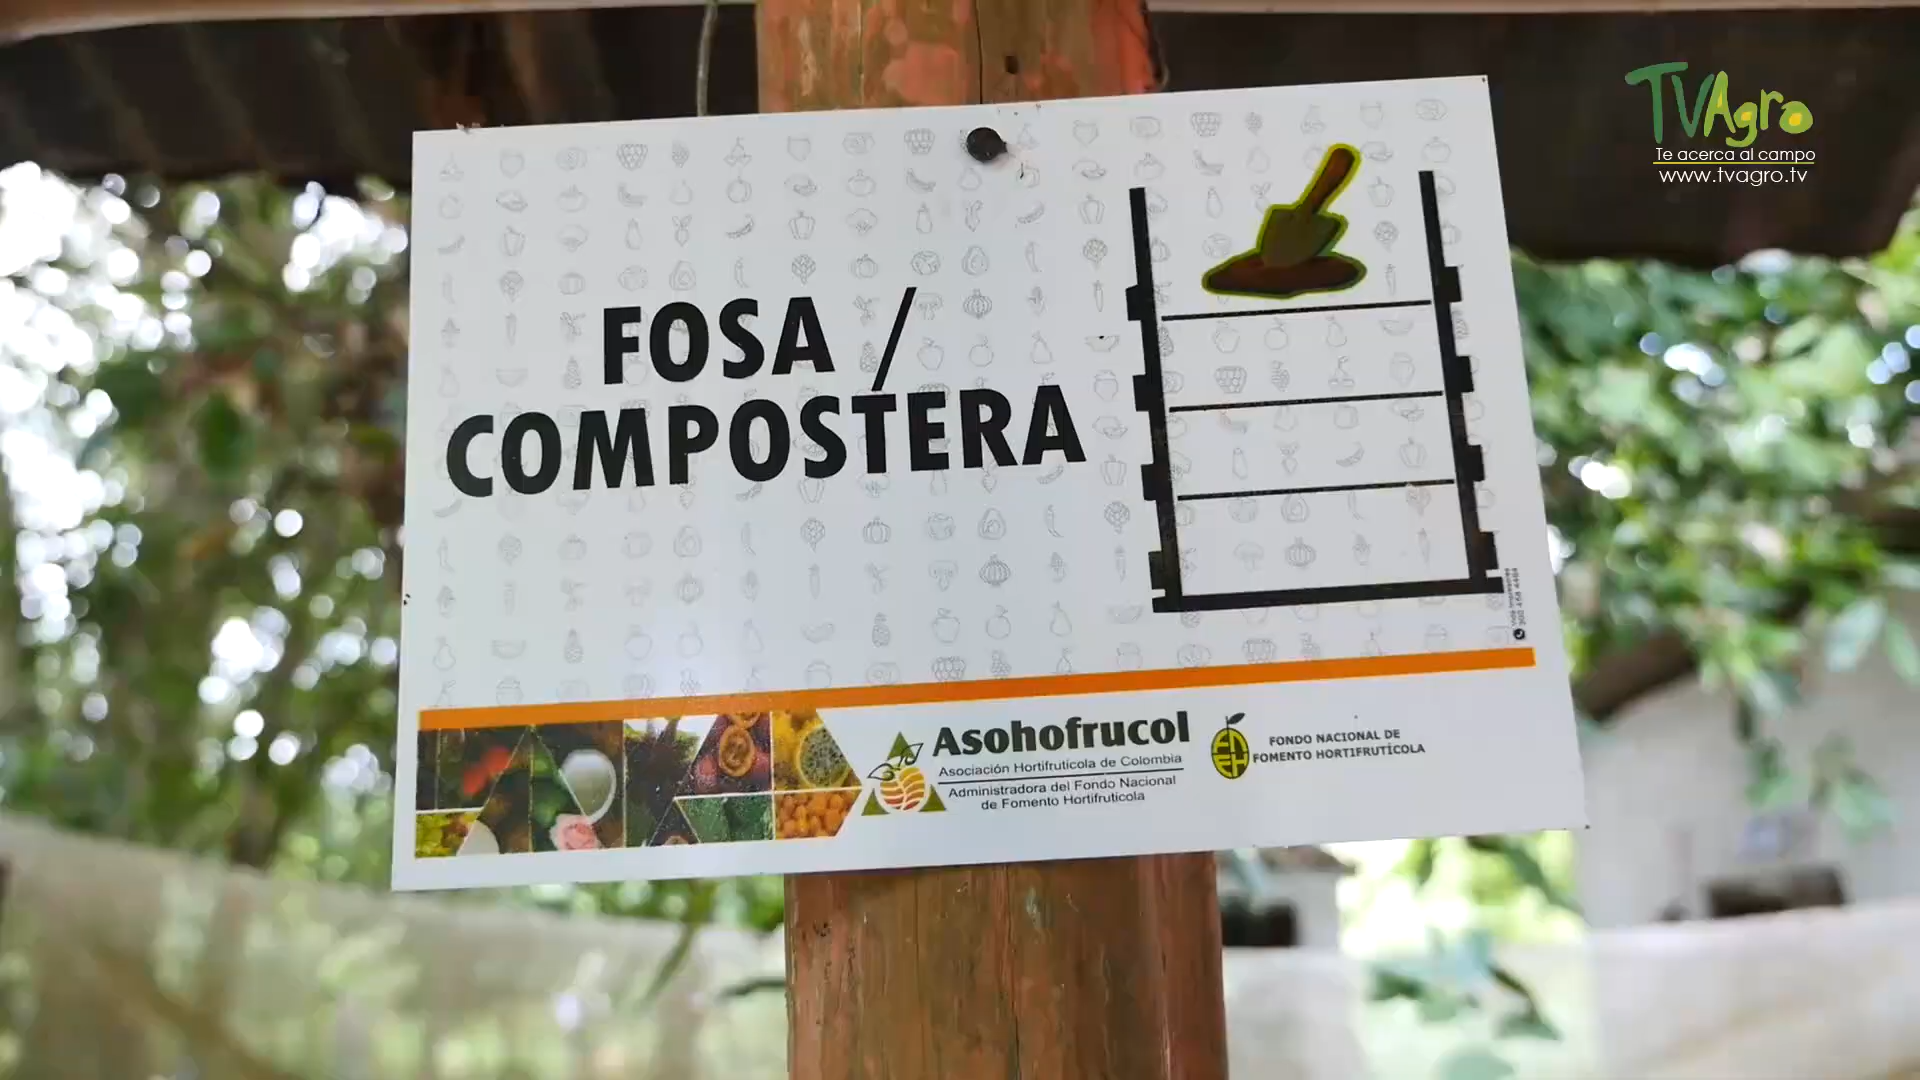 TVAgro
Te acerca al campo
www.tvagro.tv
FOSA /
COMPOSTERA
Asohofrucol
Asociación Hortifrutícola de Colombia
Administradora del Fondo Nacional
de Fomento Hortifrutícola
FONDO NACIONAL DE
FOMENTO HORTIFRUTÍCOLA